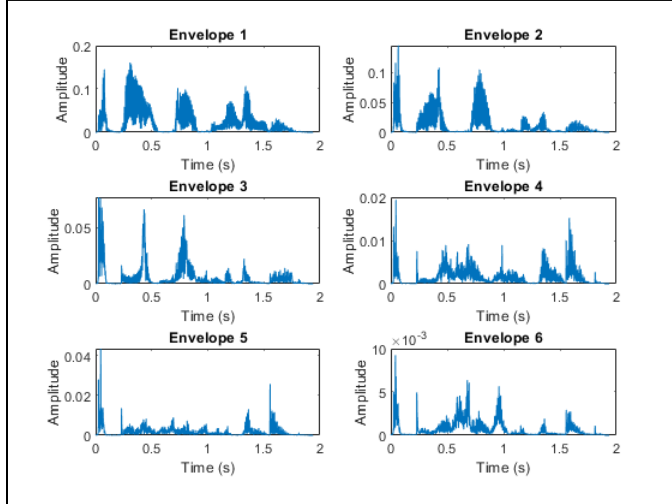 Envelope 1
0.2
0.1
0
Amplitude
0 0.5 1 1.5 2
Time (s)
Envelope 2
0.1
0.05
0
Amplitude
0 0.5 1 1.5 2
Time (s)
Envelope 3
0.05
0
Amplitude
0 0.5 1 1.5 2
Time (s)
Envelope 4
0.02
0.01
0
Amplitude
0 0.5 1 1.5 2
Time (s)
Envelope 5
0.04
0.02
0
Amplitude
0 0.5 1 1.5 2
Time (s)
Envelope 6
× 10⁻³
10
5
0
Amplitude
0 0.5 1 1.5 2
Time (s)